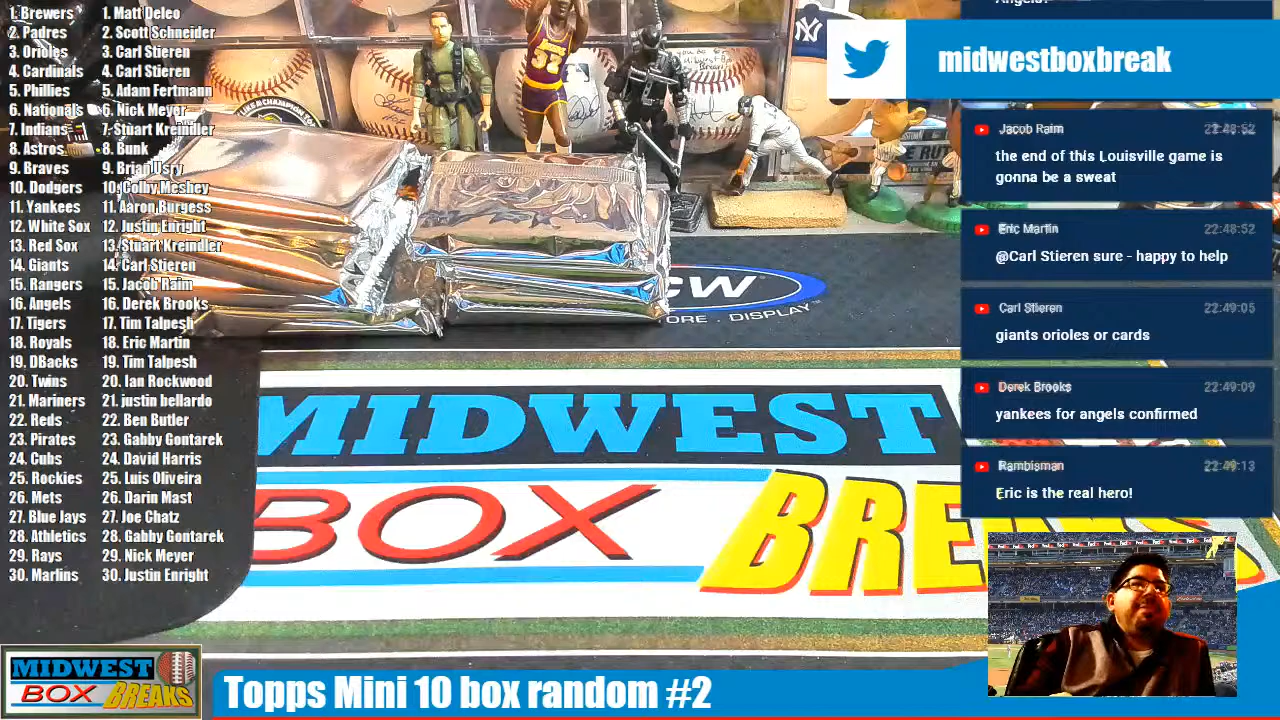 1. Brewers 1. Matt Deleo
2. Padres 2. Scott Schneider
3. Orioles 3. Carl Stieren
4. Cardinals 4. Carl Stieren
5. Phillies 5. Adam Fertmann
6. Nationals 6. Nick Meyer
7. Indians 7. Stuart Kreindler
8. Astros 8. Bunk
9. Braves 9. Brian Usry
10. Dodgers 10. Colby Meshey
11. Yankees 11. Aaron Burgess
12. White Sox 12. Justin Enright
13. Red Sox 13. Stuart Kreindler
14. Giants 14. Carl Stieren
15. Rangers 15. Jacob Raim
16. Angels 16. Derek Brooks
17. Tigers 17. Tim Talpesh
18. Royals 18. Eric Martin
19. DBacks 19. Tim Talpesh
20. Twins 20. Ian Rockwood
21. Mariners 21. justin bellardo
22. Reds 22. Ben Butler
23. Pirates 23. Gabby Gontarek
24. Cubs 24. David Harris
25. Rockies 25. Luis Oliveira
26. Mets 26. Darin Mast
27. Blue Jays 27. Joe Chatz
28. Athletics 28. Gabby Gontarek
29. Rays 29. Nick Meyer
30. Marlins 30. Justin Enright
57
CW
ORE . DISPLAY
MIDWEST
BOX BRE
midwestboxbreak
Jacob Raim 22:48:52
the end of this Louisville game is
gonna be a sweat
Eric Martin 22:48:52
@Carl Stieren sure - happy to help
Carl Stieren 22:49:05
giants orioles or cards
Derek Brooks 22:49:09
yankees for angels confirmed
Rambisman 22:49:13
Eric is the real hero!
MIDWEST
BOX BREAKS
Topps Mini 10 box random #2